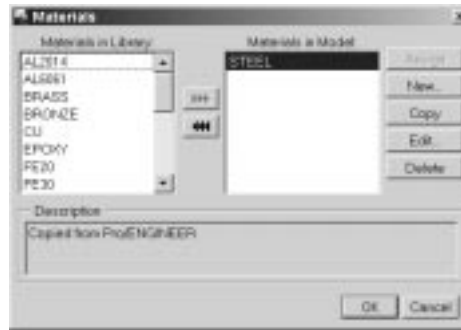 Materials
Materials in Library
Materials in Model
AL2014
AL6061
BRASS
BRONZE
CU
EPOXY
FE20
FE30
STEEL
>>>
<<<
Assign
New...
Copy
Edit...
Delete
Description
Copied from Pro/ENGINEER
OK
Cancel